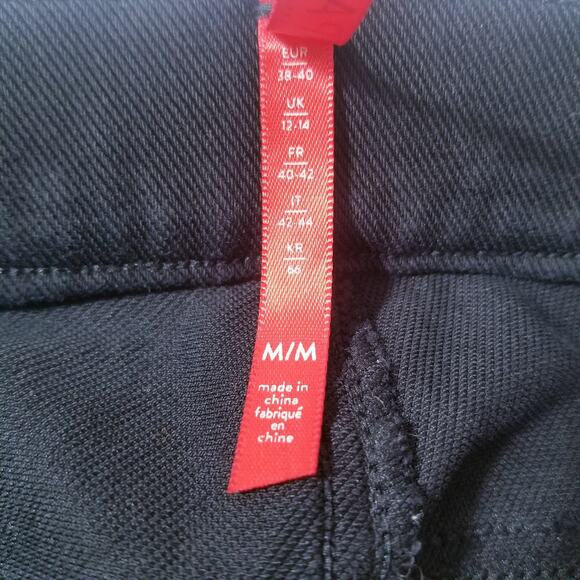 EUR
38-40
UK
12-14
FR
40-42
IT
42-44
KR
66
M/M
made in
china
fabriqué
en
chine